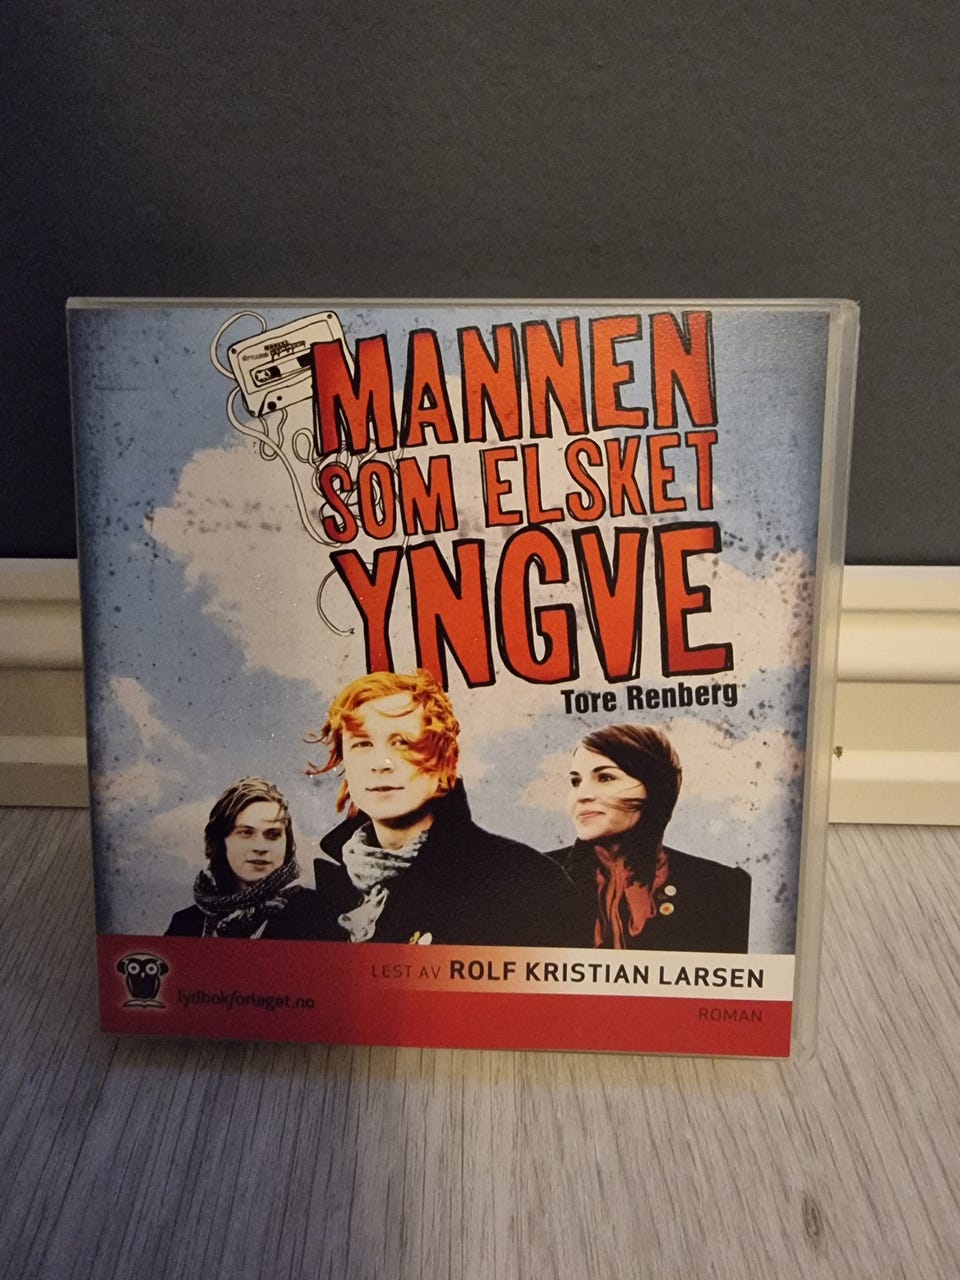 MANNEN
SOM ELSKET
YNGVE
Tore Renberg
LEST AV ROLF KRISTIAN LARSEN
lydbokforlaget.no
ROMAN